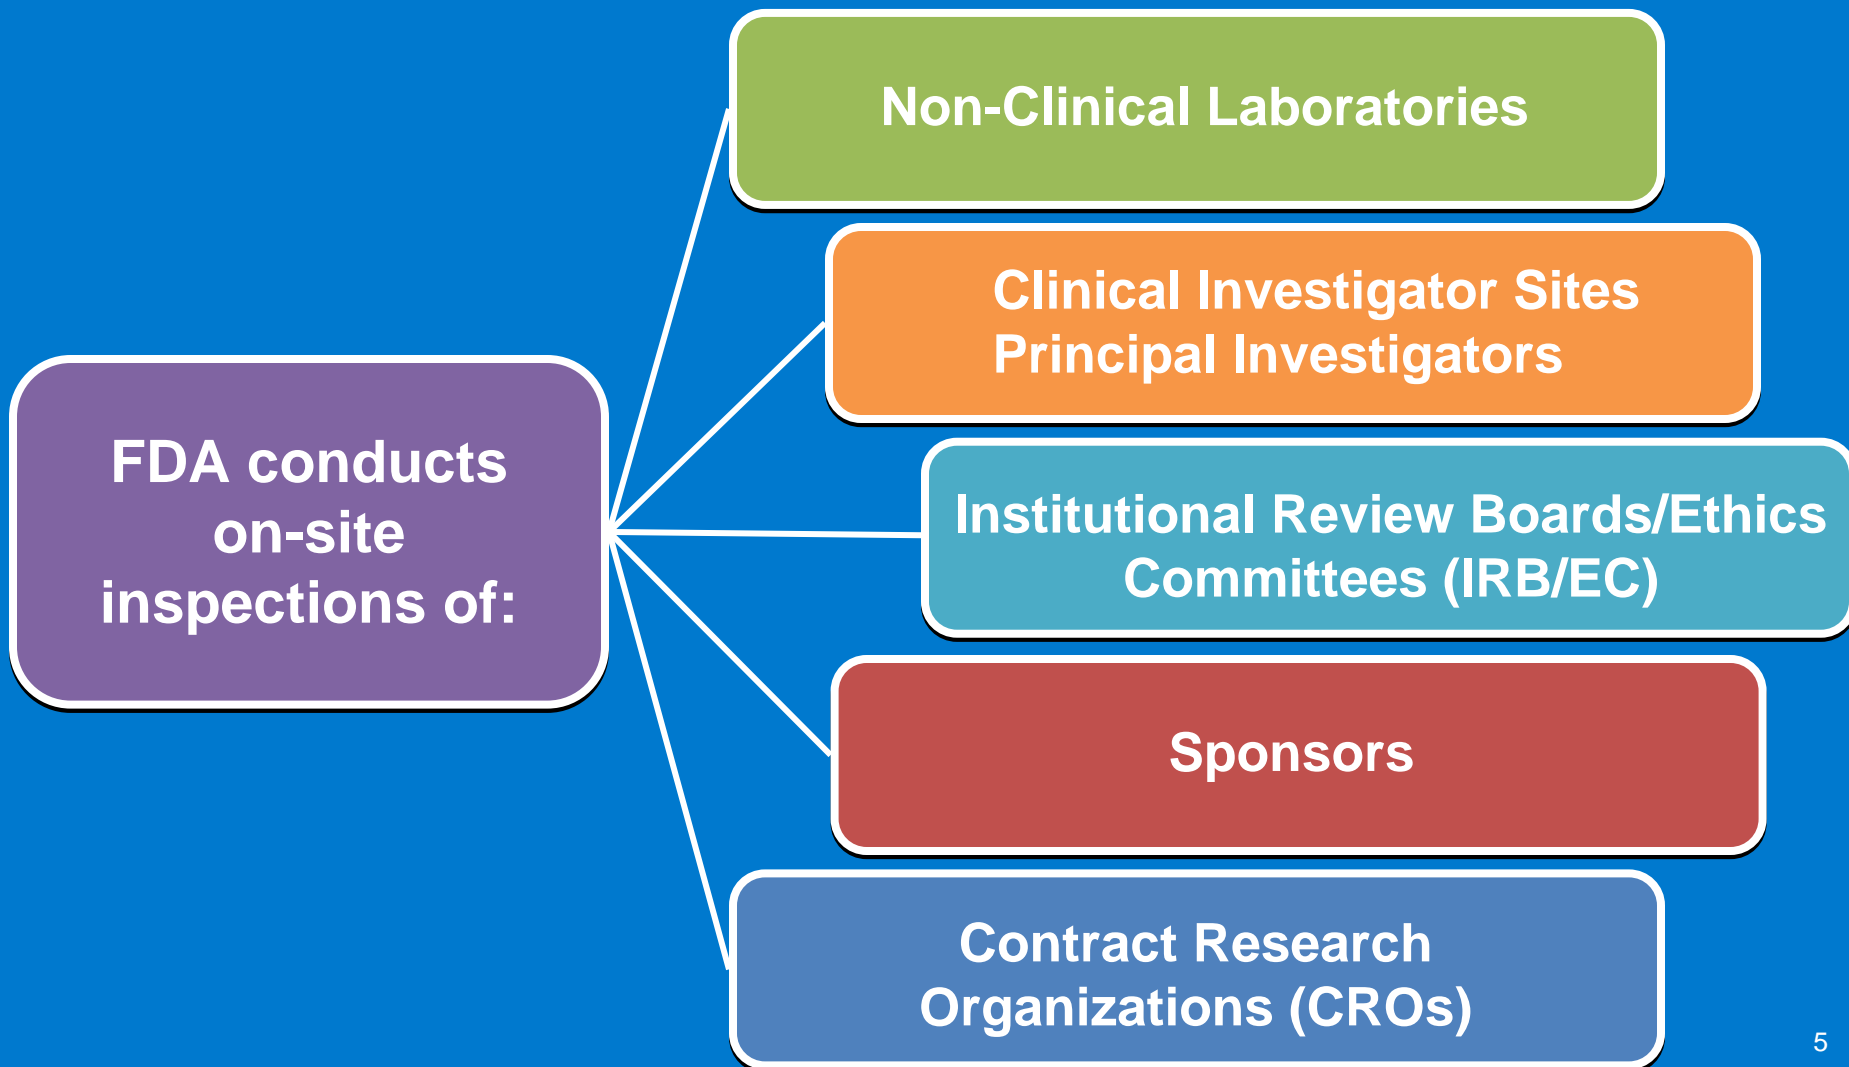 FDA conducts
on-site
inspections of:
Non-Clinical Laboratories
Clinical Investigator Sites
Principal Investigators
Institutional Review Boards/Ethics
Committees (IRB/EC)
Sponsors
Contract Research
Organizations (CROs)
5